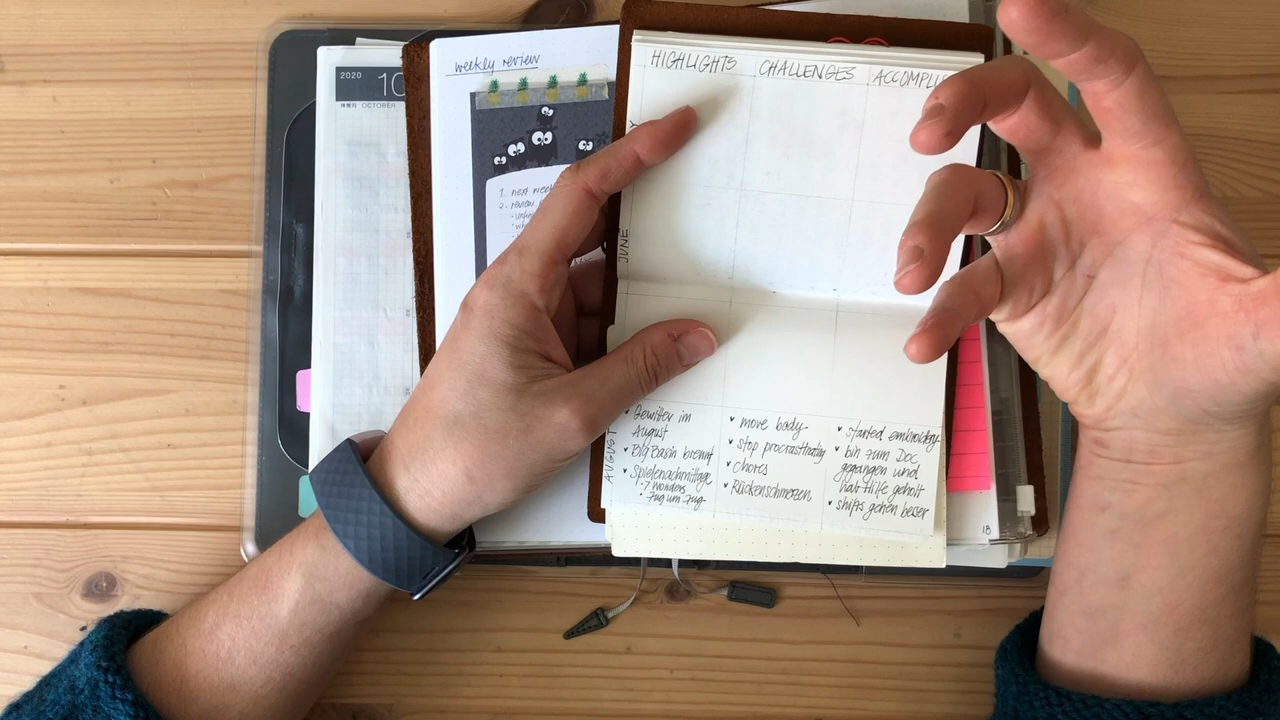 2020
10
OCTOBER
weekly review
1. next week
2. review
HIGHLIGHTS CHALLENGES ACCOMPLIS
JUNE
AUGUST
Gewitter im
August
Big Basin brennt
Spielenachmittage
7 Wonders
Zug um Zug
move body
stop procrastinating
chores
Rückenschmerzen
started embroidery
bin zum Doc
gegangen und
hab Hilfe geholt
shifts gehen besser
18